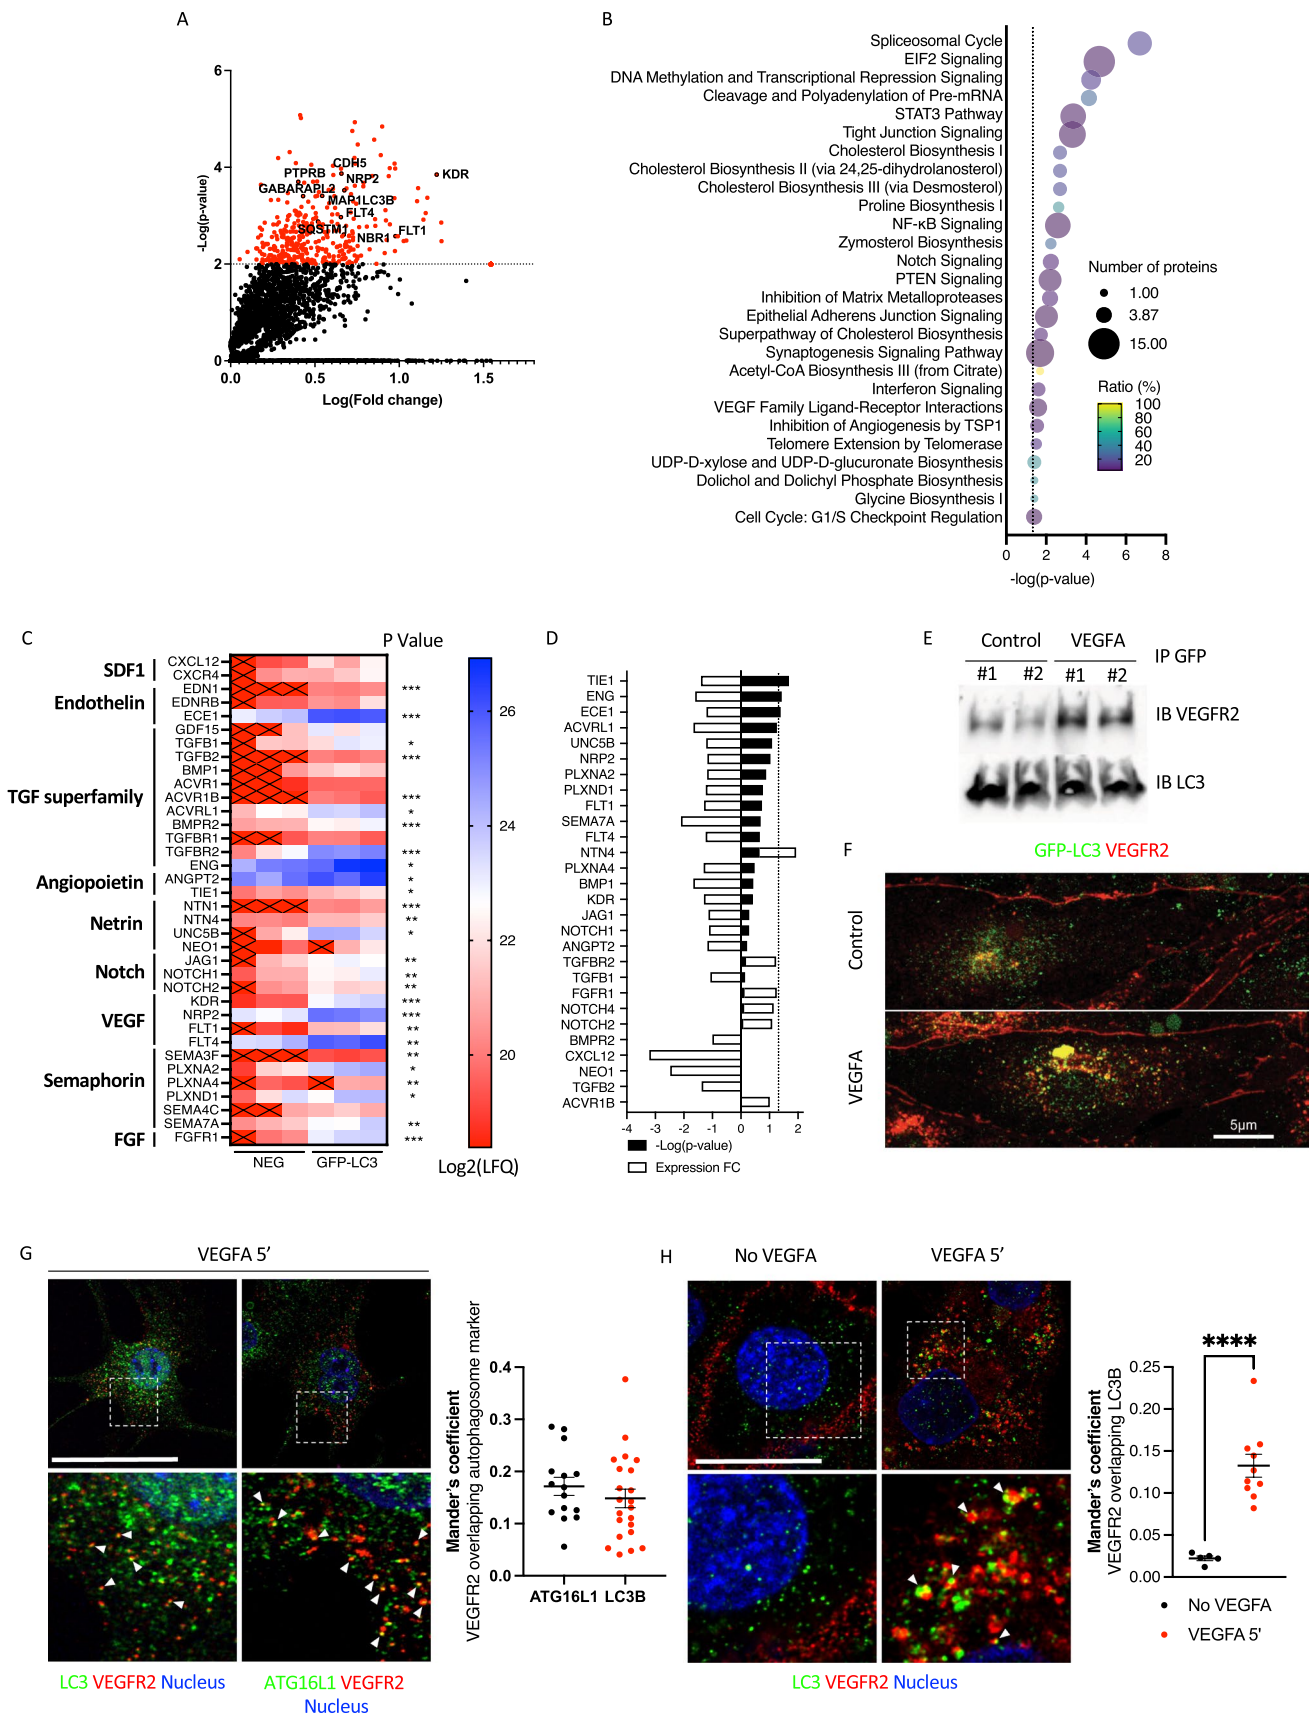 A
6
4
2
0
-Log(p-value)
CDH5
PTPRB
NRP2
KDR
GABARAPL2
MAP1LC3B
FLT4
SQSTM1
NBR1
FLT1
0.0 0.5 1.0 1.5
Log(Fold change)
B
Spliceosomal Cycle
EIF2 Signaling
DNA Methylation and Transcriptional Repression Signaling
Cleavage and Polyadenylation of Pre-mRNA
STAT3 Pathway
Tight Junction Signaling
Cholesterol Biosynthesis I
Cholesterol Biosynthesis II (via 24,25-dihydrolanosterol)
Cholesterol Biosynthesis III (via Desmosterol)
Proline Biosynthesis I
NF-κB Signaling
Zymosterol Biosynthesis
Notch Signaling
PTEN Signaling
Inhibition of Matrix Metalloproteases
Epithelial Adherens Junction Signaling
Superpathway of Cholesterol Biosynthesis
Synaptogenesis Signaling Pathway
Acetyl-CoA Biosynthesis III (from Citrate)
Interferon Signaling
VEGF Family Ligand-Receptor Interactions
Inhibition of Angiogenesis by TSP1
Telomere Extension by Telomerase
UDP-D-xylose and UDP-D-glucuronate Biosynthesis
Dolichol and Dolichyl Phosphate Biosynthesis
Glycine Biosynthesis I
Cell Cycle: G1/S Checkpoint Regulation
0 2 4 6 8
-log(p-value)
Number of proteins
1.00
3.87
15.00
Ratio (%)
100
80
60
40
20
C
P Value
SDF1
Endothelin
TGF superfamily
Angiopoietin
Netrin
Notch
VEGF
Semaphorin
FGF
CXCL12
CXCR4
EDN1 ***
EDNRB
ECE1 ***
GDF15
TGFB1 *
TGFB2 ***
BMP1
ACVR1
ACVR1B ***
ACVRL1 *
BMPR2 ***
TGFBR1
TGFBR2 ***
ENG *
ANGPT2 *
TIE1 *
NTN1 ***
NTN4 **
UNC5B *
NEO1
JAG1 **
NOTCH1 **
NOTCH2 **
KDR ***
NRP2 ***
FLT1 **
FLT4 **
SEMA3F **
PLXNA2 *
PLXNA4 **
PLXND1 *
SEMA4C
SEMA7A **
FGFR1 ***
NEG GFP-LC3
26
24
22
20
Log2(LFQ)
D
TIE1
ENG
ECE1
ACVRL1
UNC5B
NRP2
PLXNA2
PLXND1
FLT1
SEMA7A
FLT4
NTN4
PLXNA4
BMP1
KDR
JAG1
NOTCH1
ANGPT2
TGFBR2
TGFB1
FGFR1
NOTCH4
NOTCH2
BMPR2
CXCL12
NEO1
TGFB2
ACVR1B
-4 -3 -2 -1 0 1 2
-Log(p-value)
Expression FC
E
Control VEGFA
IP GFP
#1 #2 #1 #2
IB VEGFR2
IB LC3
F
GFP-LC3 VEGFR2
Control
VEGFA
5µm
G
VEGFA 5’
LC3 VEGFR2 Nucleus
ATG16L1 VEGFR2
Nucleus
Mander's coefficient
VEGFR2 overlapping autophagosome marker
0.4
0.3
0.2
0.1
0.0
ATG16L1 LC3B
H
No VEGFA
VEGFA 5’
LC3 VEGFR2 Nucleus
Mander's coefficient
VEGFR2 overlapping LC3B
****
0.25
0.20
0.15
0.10
0.05
0.00
No VEGFA
VEGFA 5'